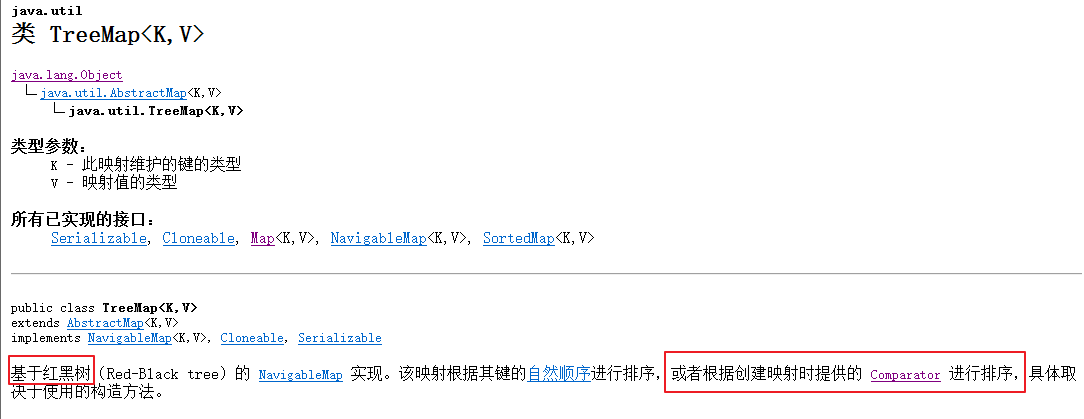 java.util
类 TreeMap<K,V>
java.lang.Object
java.util.AbstractMap<K,V>
java.util.TreeMap<K,V>
类型参数：
K - 此映射维护的键的类型
V - 映射值的类型
所有已实现的接口：
Serializable, Cloneable, Map<K,V>, NavigableMap<K,V>, SortedMap<K,V>
public class TreeMap<K,V>
extends AbstractMap<K,V>
implements NavigableMap<K,V>, Cloneable, Serializable
基于红黑树（Red-Black tree）的 NavigableMap 实现。该映射根据其键的自然顺序进行排序，或者根据创建映射时提供的 Comparator 进行排序，具体取
决于使用的构造方法。